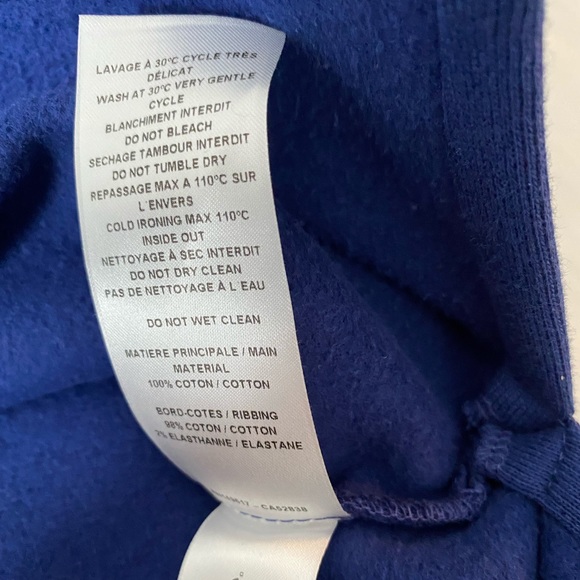 LAVAGE À 30°C CYCLE TRÈS
DÉLICAT
WASH AT 30°C VERY GENTLE
CYCLE
BLANCHIMENT INTERDIT
DO NOT BLEACH
SECHAGE TAMBOUR INTERDIT
DO NOT TUMBLE DRY
REPASSAGE MAX A 110°C SUR
L'ENVERS
COLD IRONING MAX 110°C
INSIDE OUT
NETTOYAGE À SEC INTERDIT
DO NOT DRY CLEAN
PAS DE NETTOYAGE À L'EAU
DO NOT WET CLEAN
MATIERE PRINCIPALE / MAIN
MATERIAL
100% COTON / COTTON
BORD-COTES / RIBBING
98% COTON / COTTON
2% ELASTHANNE / ELASTANE
- CA52838